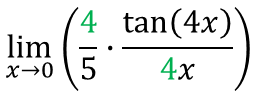 lim x→0 (4/5 · tan(4x)/4x)